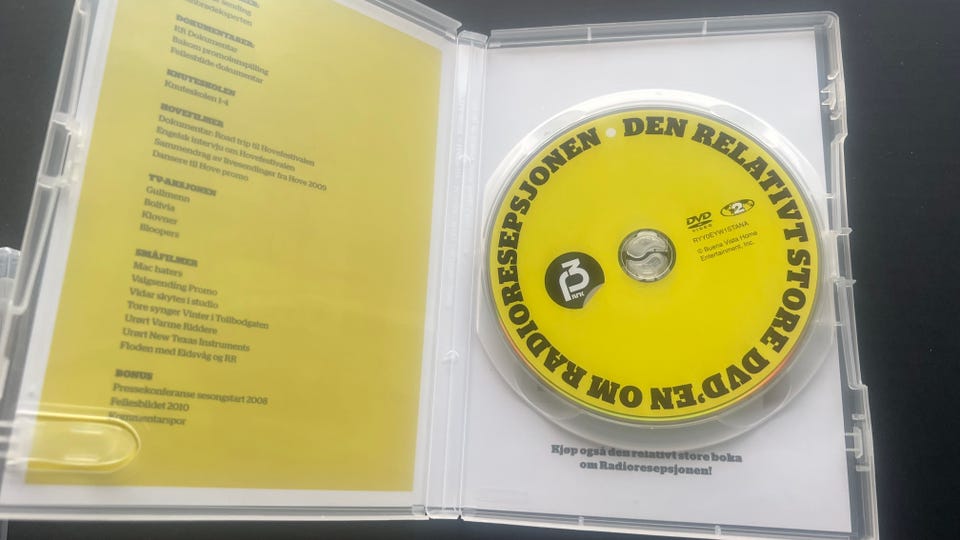 sending
DOKUMENTARER:
RR Dokumentar
Bakom promoinnspilling
Fellesbilde dokumentar
KNUTESKOLEN
Knuteskolen 1-4
HOVEFILMER
Dokumentar: Road trip til Hovefestivalen
Engelsk intervju om Hovefestivalen
Sammendrag av livesendinger fra Hove 2009
Dansere til Hove promo
TV-AKSJONEN
Gullmenn
Bolivia
Klovner
Bloopers
SMÅFILMER
Mac haters
Valgsending Promo
Vidar skytes i studio
Tore synger Vinter i Tollbodgaten
Urørt Varme Riddere
Urørt New Texas Instruments
Floden med Eidsvåg og RR
BONUS
Pressekonferanse sesongstart 2008
Fellesbildet 2010
Kommentarspor
DEN RELATIVT STORE DVD'EN OM RADIORESEPSJONEN
DVD
VIDEO
2
RYY0EYW1STANA
© Buena Vista Home
Entertainment, Inc.
P3
NRK
Kjøp også den relativt store boka
om Radioresepsjonen!